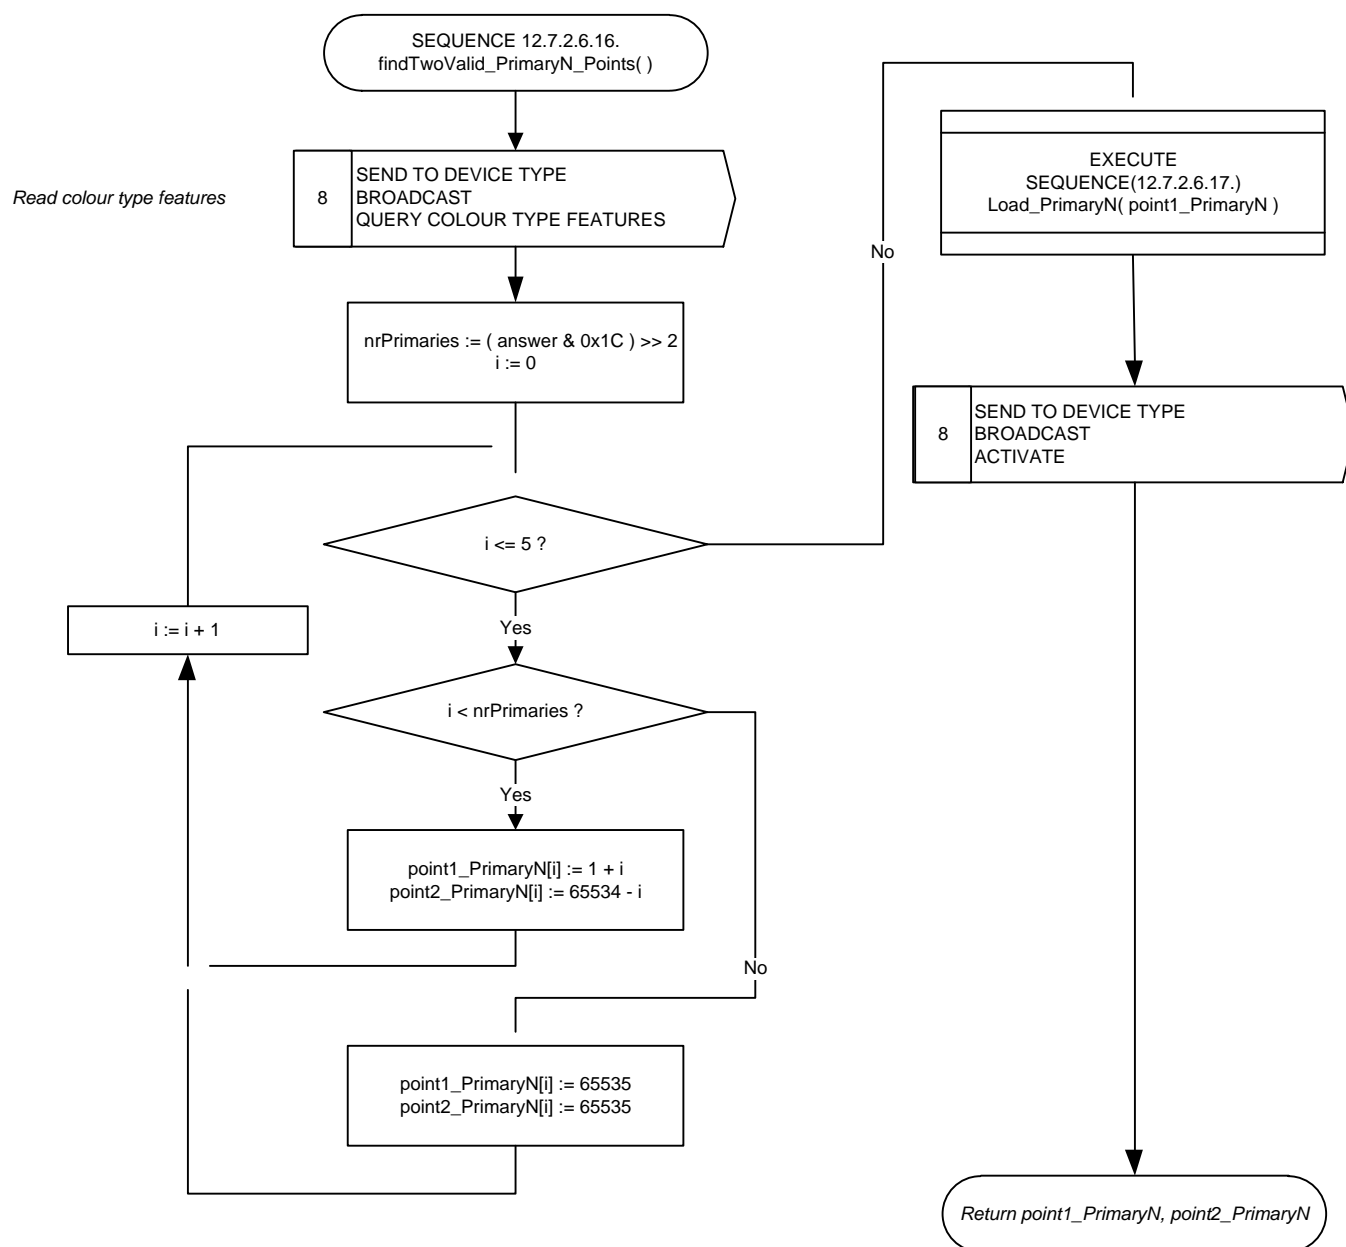 SEQUENCE 12.7.2.6.16.
findTwoValid_PrimaryN_Points( )
Read colour type features
8
SEND TO DEVICE TYPE
BROADCAST
QUERY COLOUR TYPE FEATURES
nrPrimaries := ( answer & 0x1C ) >> 2
i := 0
i <= 5 ?
No
Yes
i := i + 1
i < nrPrimaries ?
Yes
No
point1_PrimaryN[i] := 1 + i
point2_PrimaryN[i] := 65534 - i
point1_PrimaryN[i] := 65535
point2_PrimaryN[i] := 65535
EXECUTE
SEQUENCE(12.7.2.6.17.)
Load_PrimaryN( point1_PrimaryN )
8
SEND TO DEVICE TYPE
BROADCAST
ACTIVATE
Return point1_PrimaryN, point2_PrimaryN